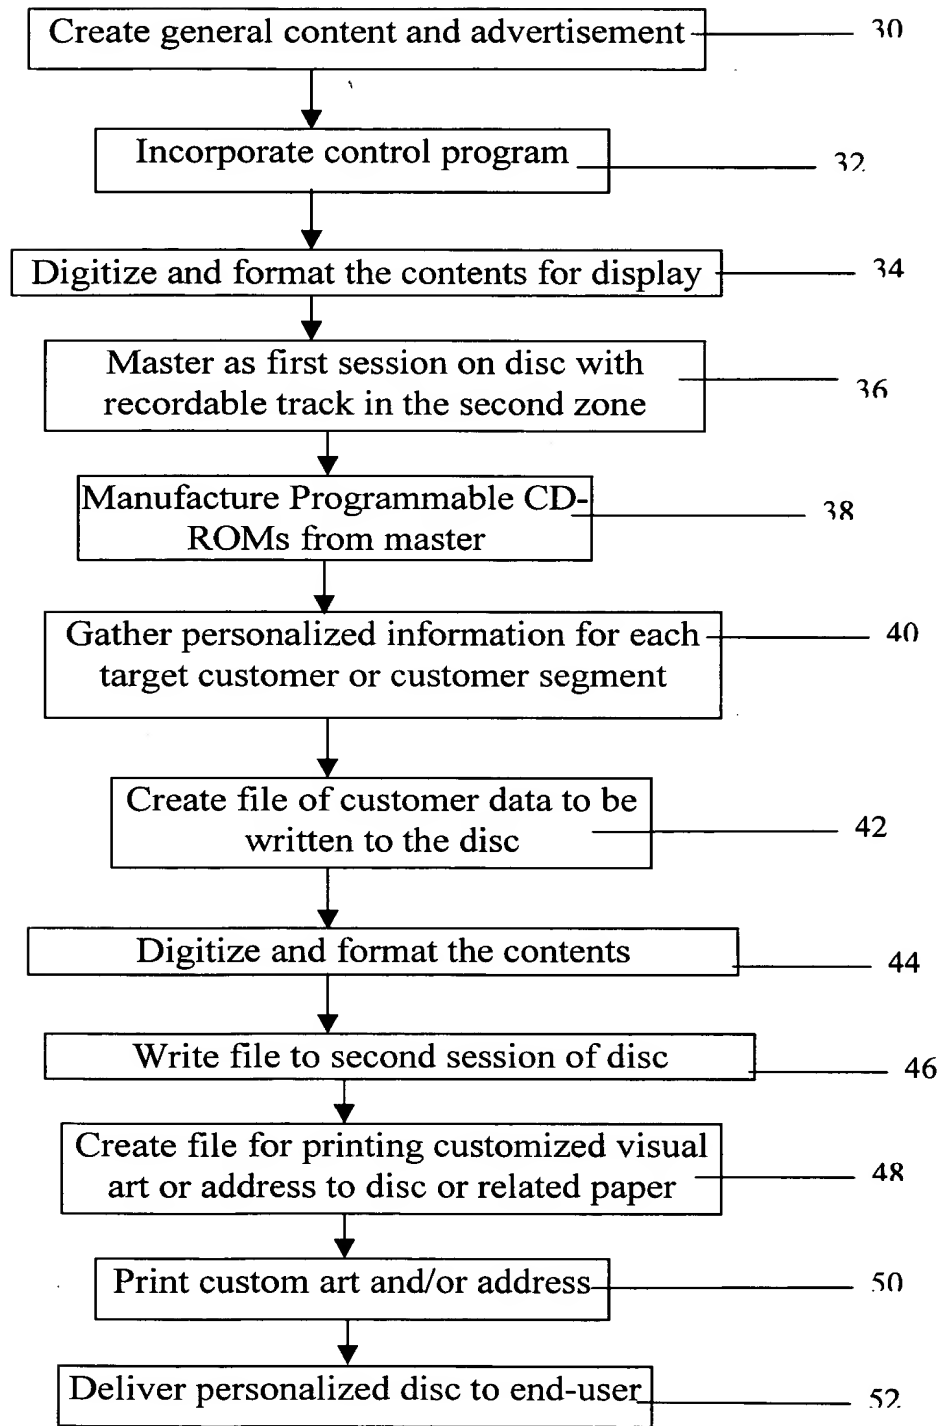 Create general content and advertisement 30
Incorporate control program 32
Digitize and format the contents for display 34
Master as first session on disc with
recordable track in the second zone 36
Manufacture Programmable CD-
ROMs from master 38
Gather personalized information for each 40
target customer or customer segment
Create file of customer data to be
written to the disc 42
Digitize and format the contents 44
Write file to second session of disc 46
Create file for printing customized visual
art or address to disc or related paper 48
Print custom art and/or address 50
Deliver personalized disc to end-user 52